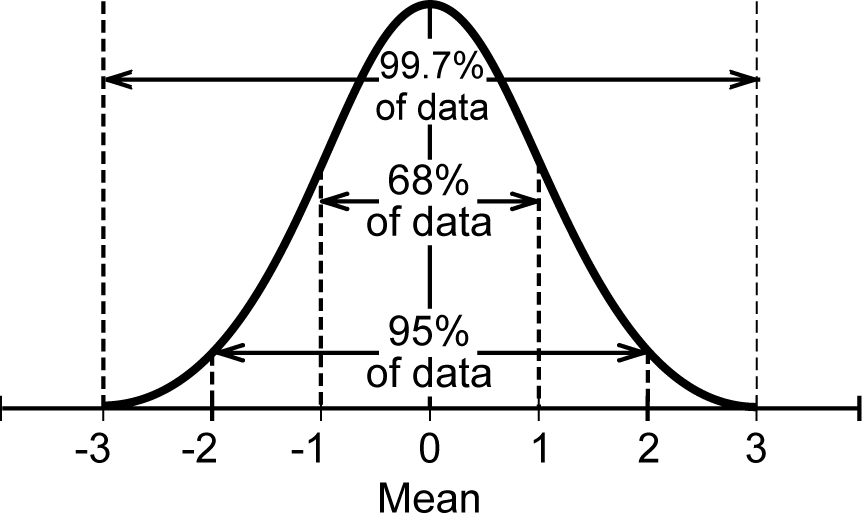 99.7%
of data
68%
of data
95%
of data
-3 -2 -1 0 1 2 3
Mean